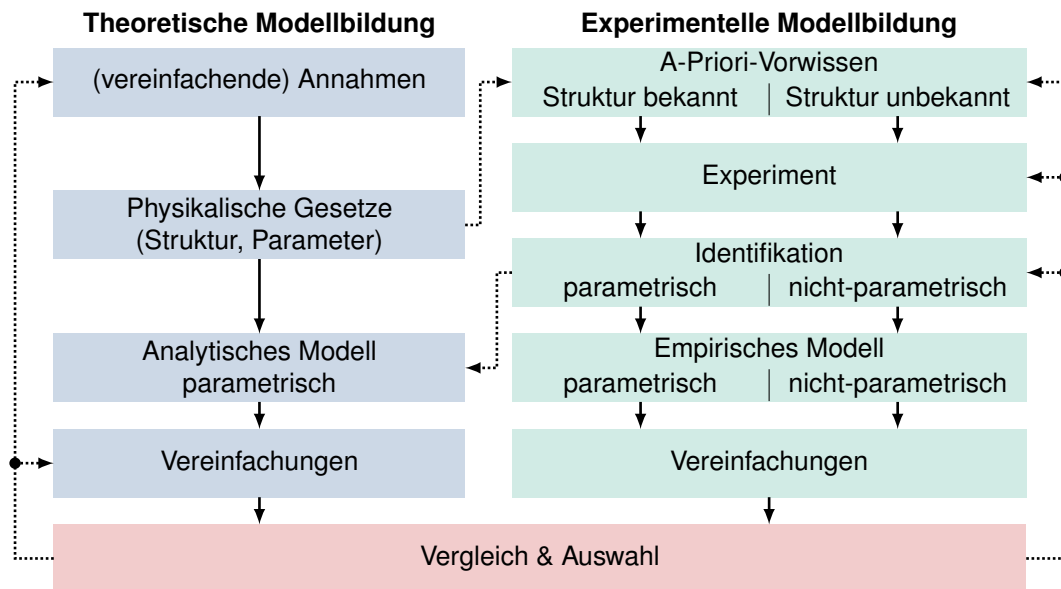 Theoretische Modellbildung
(vereinfachende) Annahmen
Physikalische Gesetze
(Struktur, Parameter)
Analytisches Modell
parametrisch
Vereinfachungen
Experimentelle Modellbildung
A-Priori-Vorwissen
Struktur bekannt | Struktur unbekannt
Experiment
Identifikation
parametrisch | nicht-parametrisch
Empirisches Modell
parametrisch | nicht-parametrisch
Vereinfachungen
Vergleich & Auswahl